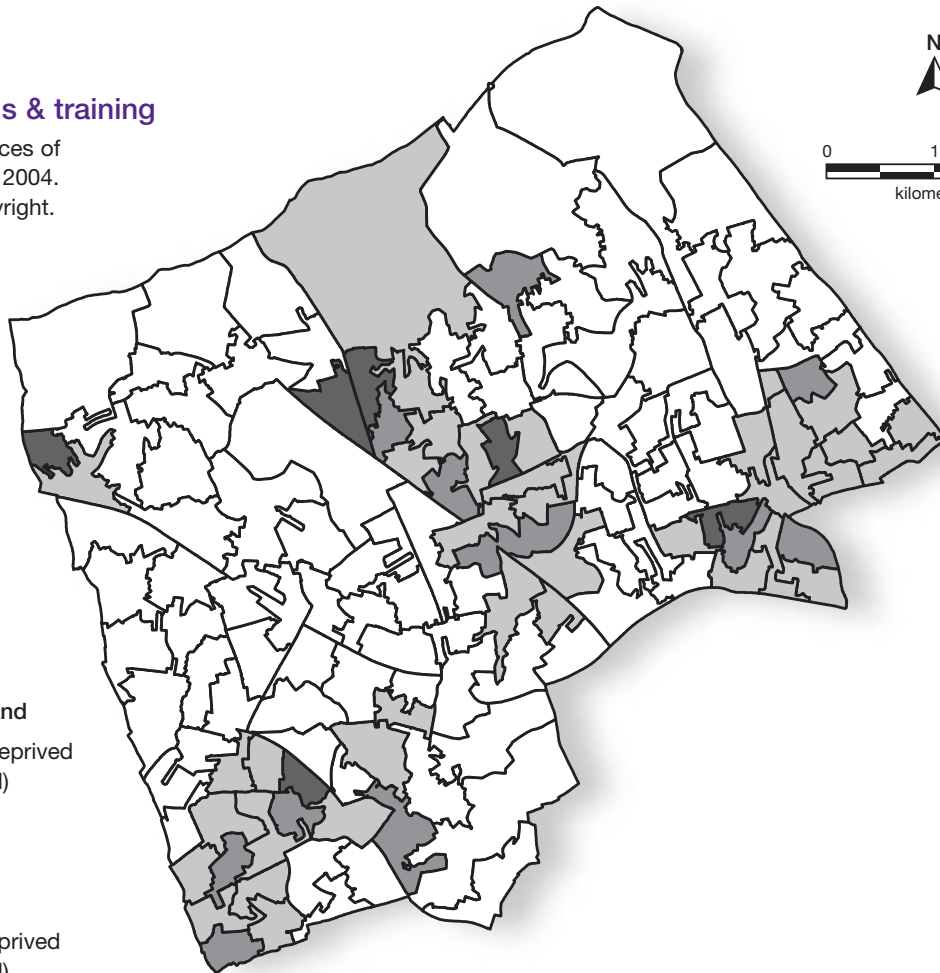 s & training
ces of
2004.
yright.
N
0 1
kilome
nd
eprived
)
prived
)